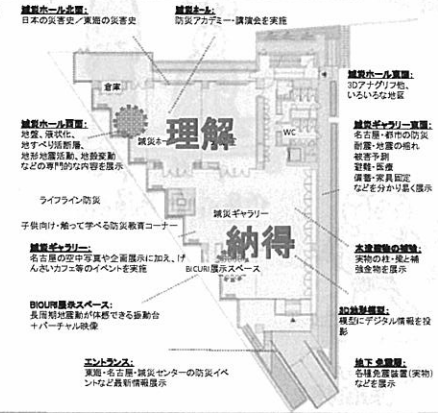 減災ホール北面:
日本の災害史／東海の災害史
減災ホール:
防災アカデミー・講演会を実施
減災ホール東面:
3Dアナグリフ他、
いろいろな地図
倉庫
減災ホール西面:
地盤、液状化、
地すべり活断層、
地形地震活動、地殻変動
などの専門的な内容を展示
減災ホ
理解
WC
減災ギャラリー東面:
名古屋・都市の防災
耐震・地震の揺れ
被害予測
避難・医療
備蓄・家具固定
などを分かり易く展示
ライフライン防災
子供向け・触って学べる防災教育コーナー
減災ギャラリー
納得
減災ギャラリー:
名古屋の空中写真や企画展示に加え、げ
んさいカフェ等のイベントを実施
BiCURI展示スペース
木造建物の補強:
実物の柱・梁と補
強金物を展示
BiCURI展示スペース:
長周期地震動が体感できる振動台
＋バーチャル映像
3D地形模型:
模型にデジタル情報を投
影
エントランス:
東海・名古屋・減災センターの防災イベ
ントなど最新情報展示
地下 免震層:
各種免震装置(実物)
などを展示